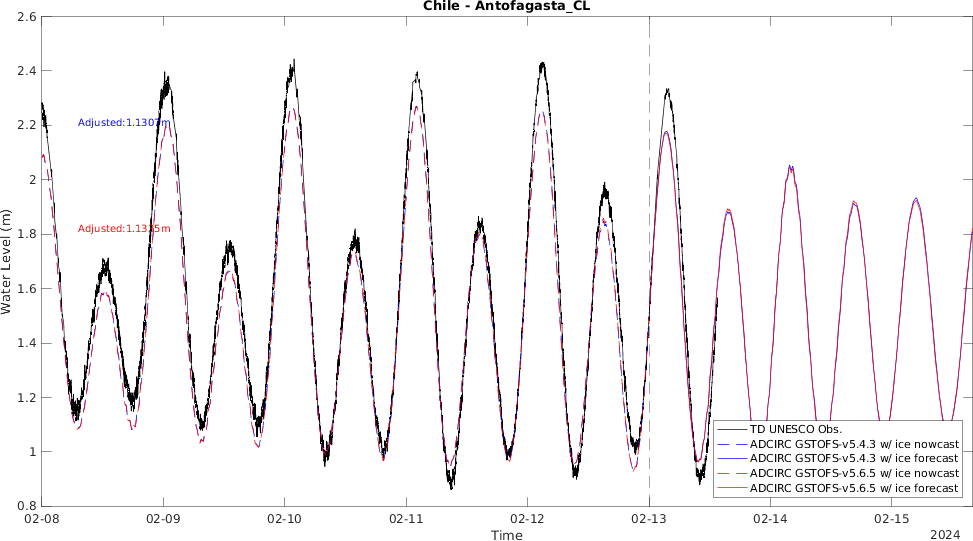 Chile - Antofagasta_CL
2.6
2.4
2.2
2
1.8
1.6
1.4
1.2
1
0.8
Water Level (m)
Adjusted:1.1307m
Adjusted:1.1335m
TD UNESCO Obs.
ADCIRC GSTOFS-v5.4.3 w/ ice nowcast
ADCIRC GSTOFS-v5.4.3 w/ ice forecast
ADCIRC GSTOFS-v5.6.5 w/ ice nowcast
ADCIRC GSTOFS-v5.6.5 w/ ice forecast
02-08 02-09 02-10 02-11 02-12 02-13 02-14 02-15
Time
2024